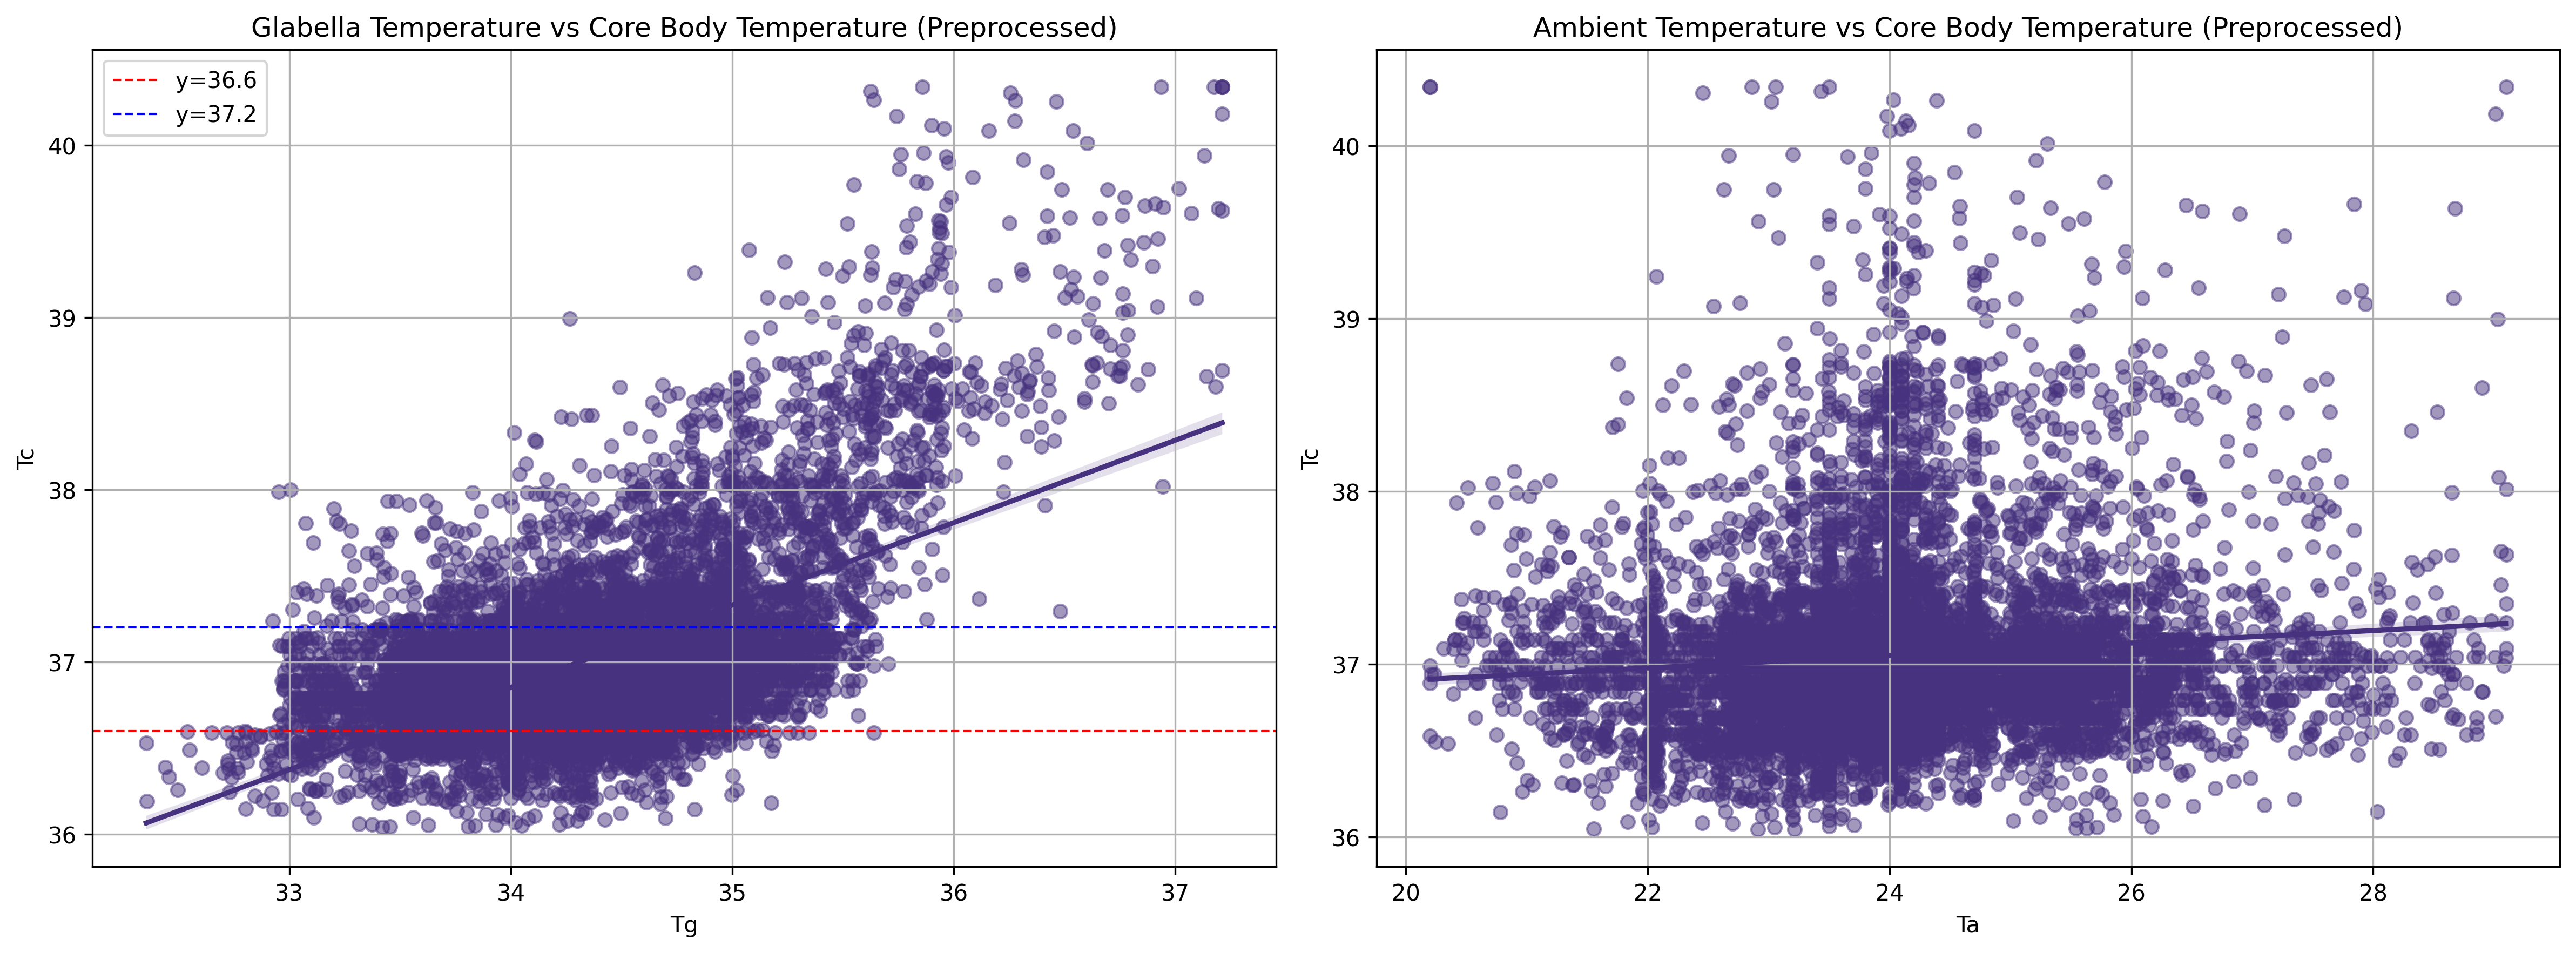 Glabella Temperature vs Core Body Temperature (Preprocessed)
y=36.6
y=37.2
Tc
40
39
38
37
36
33 34 35 36 37
Tg
Ambient Temperature vs Core Body Temperature (Preprocessed)
Tc
40
39
38
37
36
20 22 24 26 28
Ta